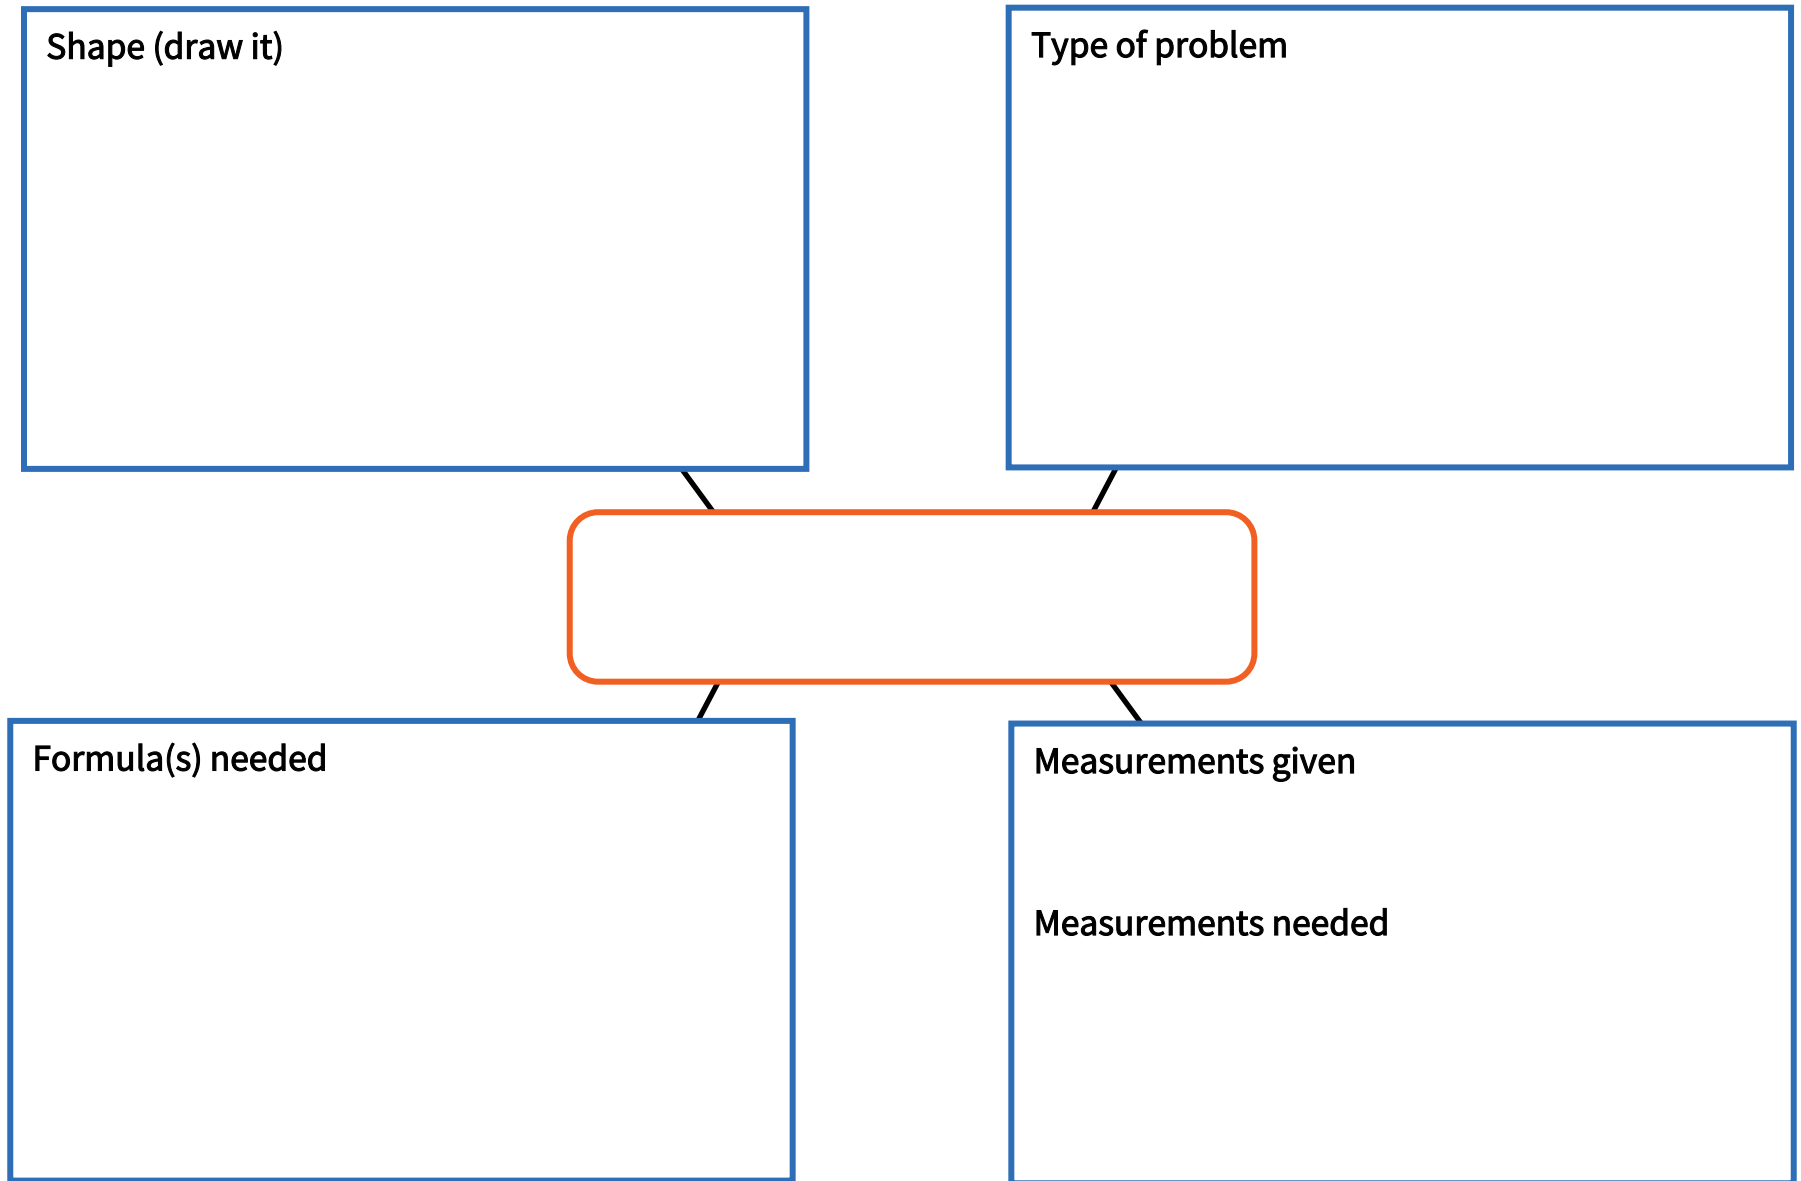 Shape (draw it)
Type of problem
Formula(s) needed
Measurements given
Measurements needed